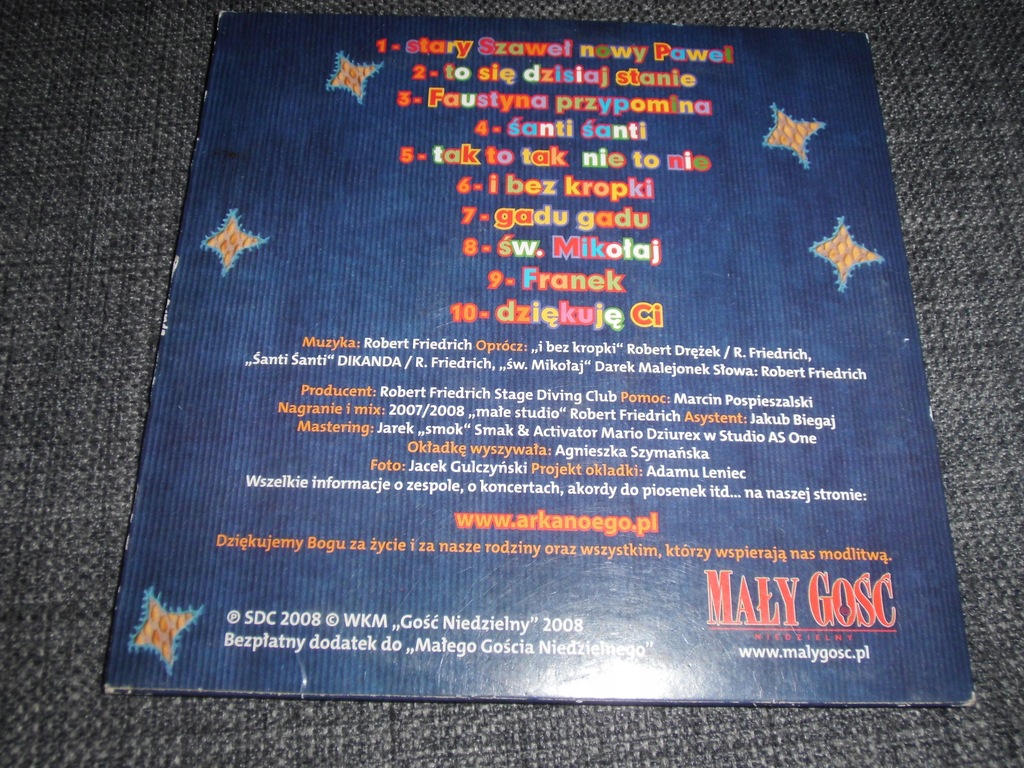 1 - stary Szaweł nowy Paweł
2 - to się dzisiaj stanie
3 - Faustyna przypomina
4 - śanti śanti
5 - tak to tak nie to nie
6 - i bez kropki
7 - gadu gadu
8 - św. Mikołaj
9 - Franek
10 - dziękuję Ci
Muzyka: Robert Friedrich Oprócz: „i bez kropki“ Robert Drężek / R. Friedrich,
„Śanti Śanti“ DIKANDA / R. Friedrich, „św. Mikołaj“ Darek Malejonek Słowa: Robert Friedrich
Producent: Robert Friedrich Stage Diving Club Pomoc: Marcin Pospieszalski
Nagranie i mix: 2007/2008 „małe studio“ Robert Friedrich Asystent: Jakub Biegaj
Mastering: Jarek „smok“ Smak & Activator Mario Dziurex w Studio AS One
Okładkę wyszywała: Agnieszka Szymańska
Foto: Jacek Gulczyński Projekt okladki: Adamu Leniec
Wszelkie informacje o zespole, o koncertach, akordy do piosenek itd... na naszej stronie:
www.arkanoego.pl
Dziękujemy Bogu za życie i za nasze rodziny oraz wszystkim, którzy wspierają nas modlitwą.
MAŁY GOŚĆ
NIEDZIELNY
www.malygosc.pl
℗ SDC 2008 © WKM „Gość Niedzielny“ 2008
Bezpłatny dodatek do „Małego Gościa Niedzielnego“